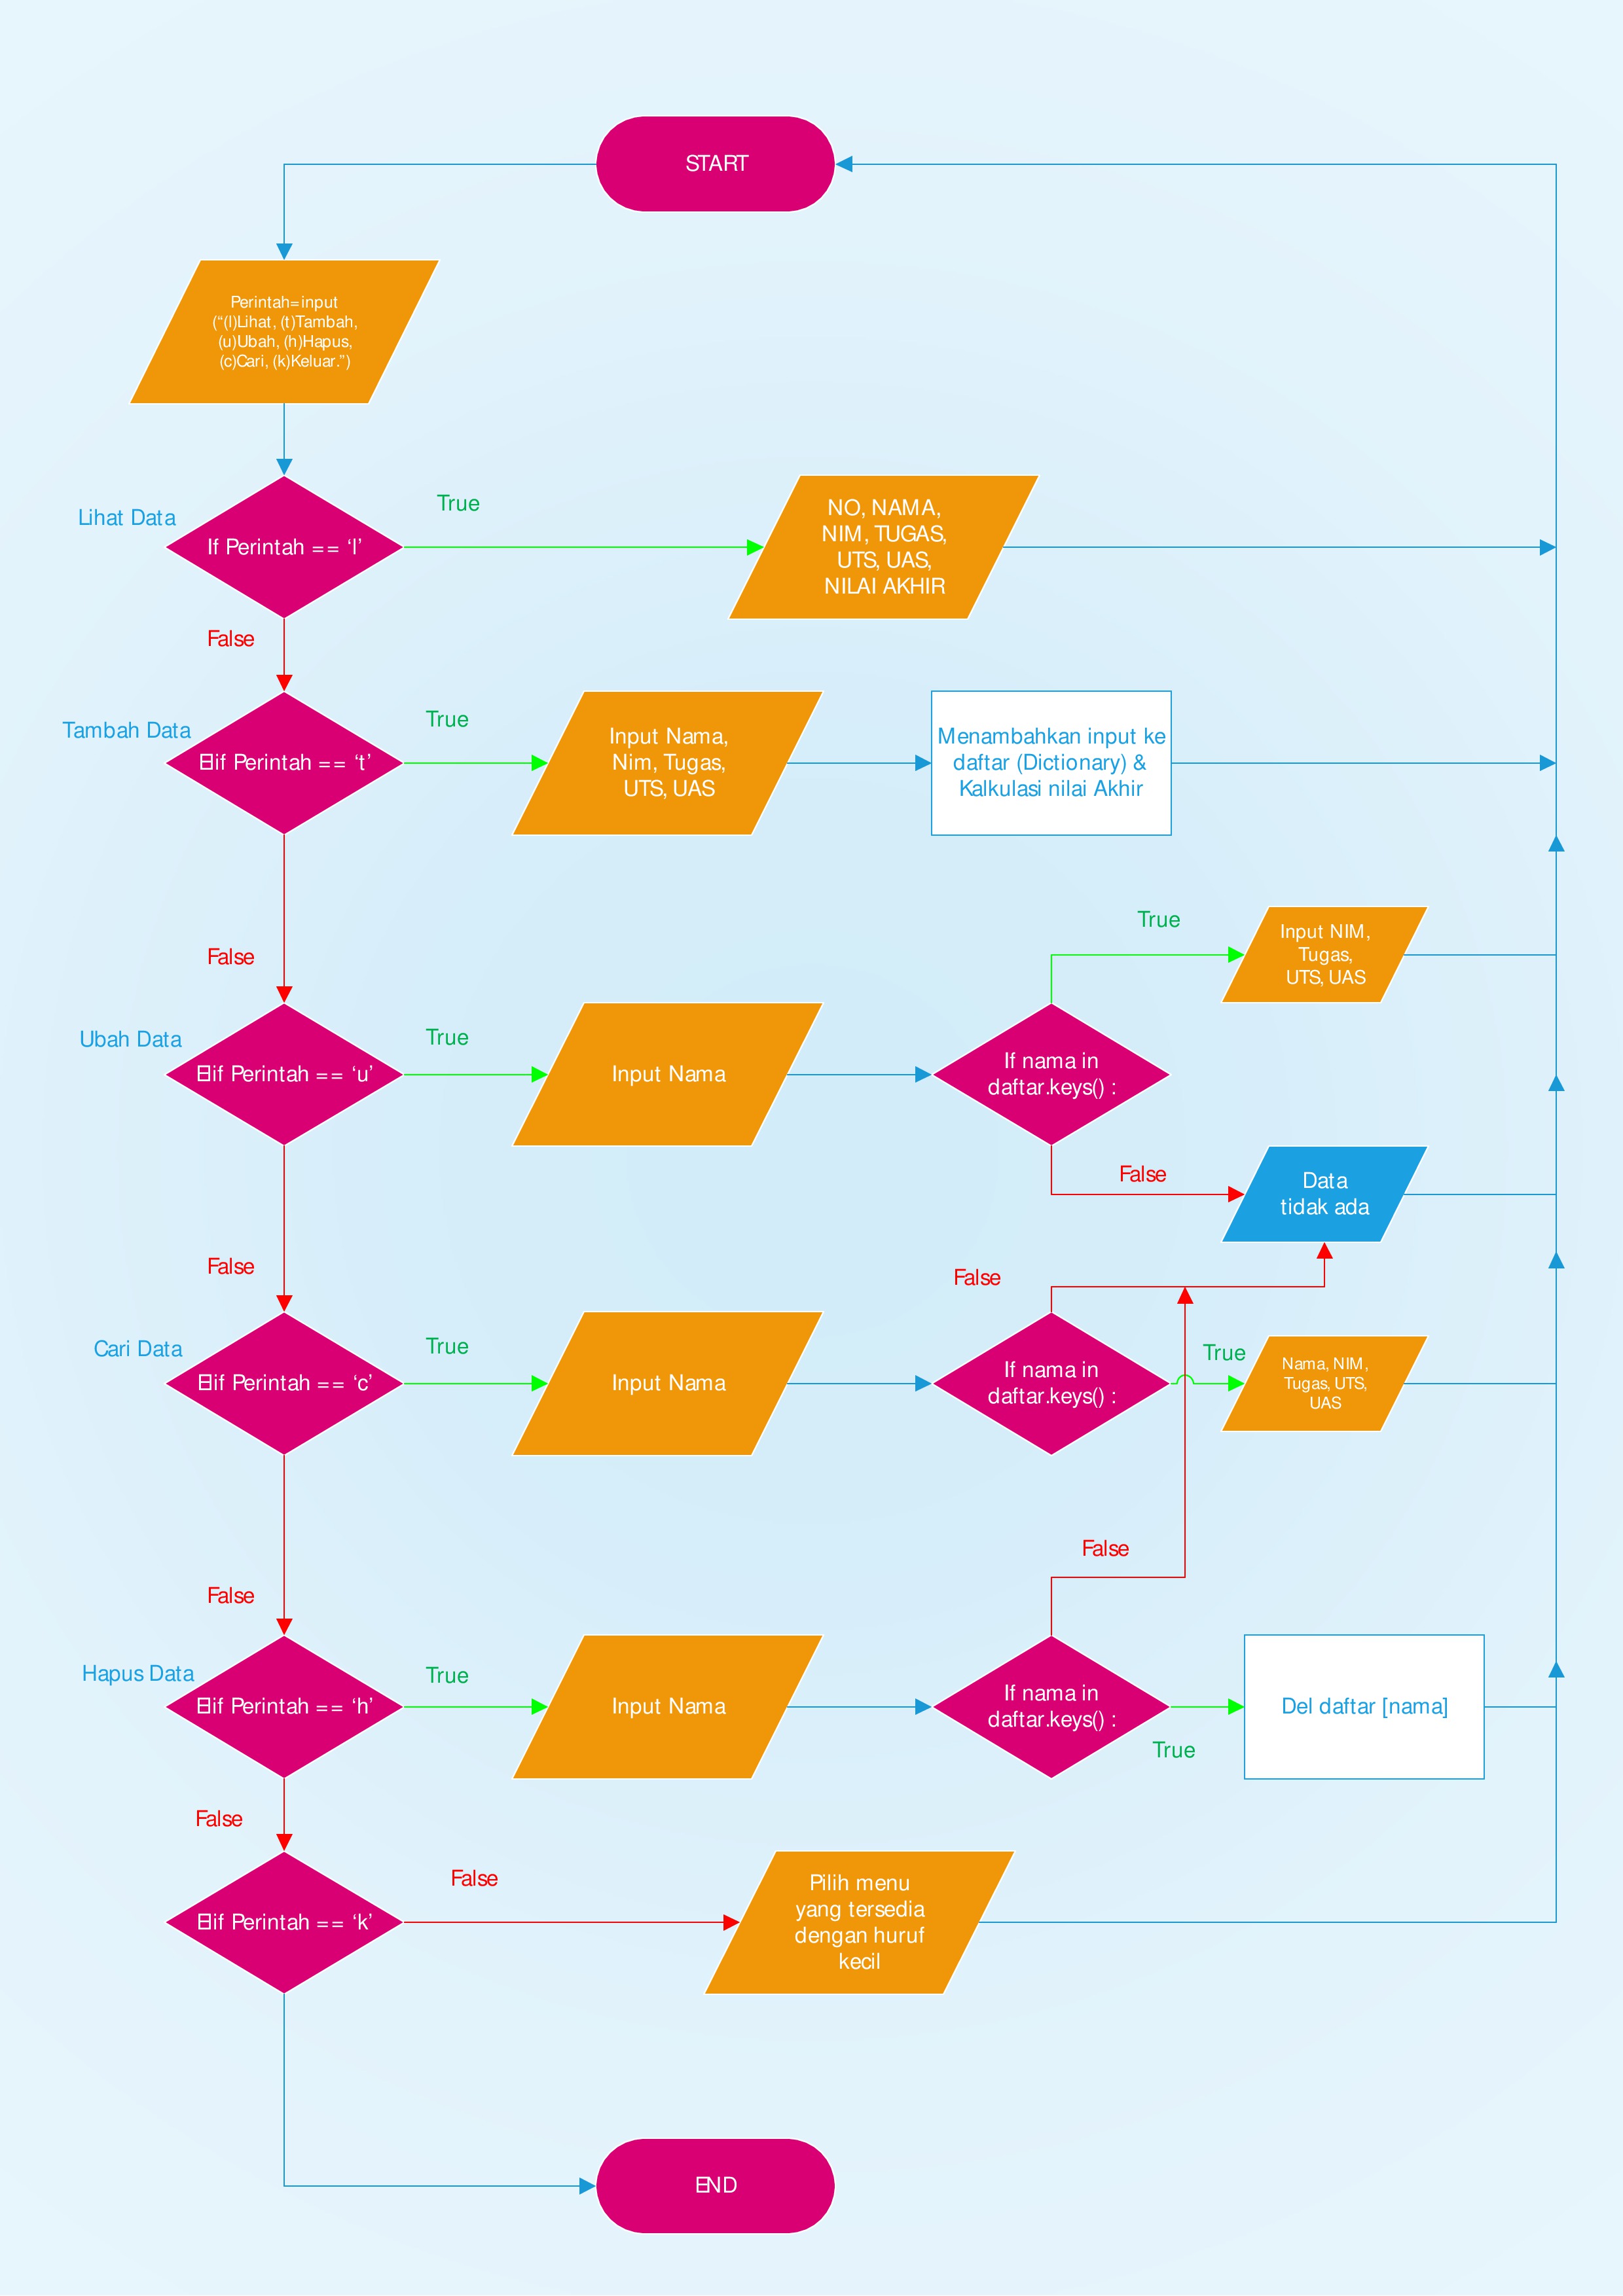 START
Perintah=input
(“(l)Lihat, (t)Tambah,
(u)Ubah, (h)Hapus,
(c)Cari, (k)Keluar.”)
Lihat Data
If Perintah == ‘l’
True
NO, NAMA,
NIM, TUGAS,
UTS, UAS,
NILAI AKHIR
False
Tambah Data
Elif Perintah == ‘t’
True
Input Nama,
Nim, Tugas,
UTS, UAS
Menambahkan input ke
daftar (Dictionary) &
Kalkulasi nilai Akhir
False
Ubah Data
Elif Perintah == ‘u’
True
Input Nama
If nama in
daftar.keys() :
True
Input NIM,
Tugas,
UTS, UAS
False
Data
tidak ada
False
Cari Data
Elif Perintah == ‘c’
True
Input Nama
If nama in
daftar.keys() :
False
True
Nama, NIM,
Tugas, UTS,
UAS
False
Hapus Data
Elif Perintah == ‘h’
True
Input Nama
If nama in
daftar.keys() :
False
True
Del daftar [nama]
False
Elif Perintah == ‘k’
False
Pilih menu
yang tersedia
dengan huruf
kecil
END